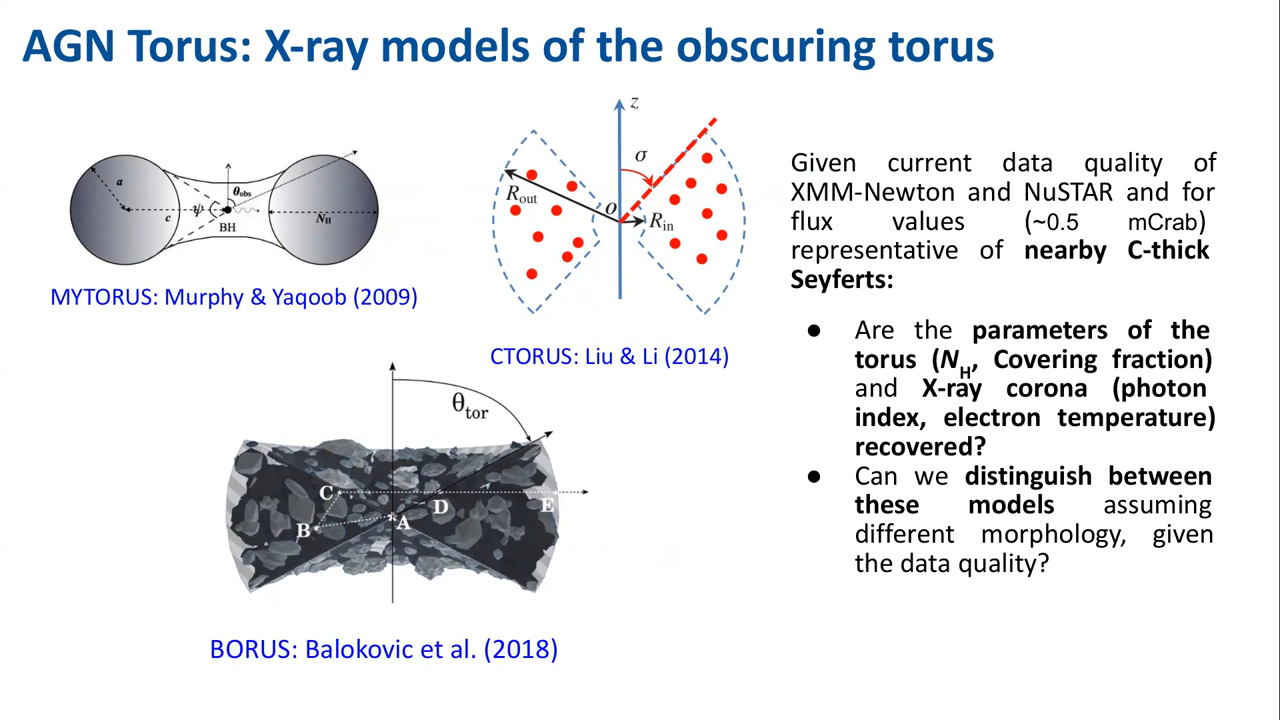 AGN Torus: X-ray models of the obscuring torus
a
c
ψ
θobs
BH
NH
MYTORUS: Murphy & Yaqoob (2009)
z
σ
Rout
o
Rin
CTORUS: Liu & Li (2014)
θtor
C
D
E
B
A
BORUS: Balokovic et al. (2018)
Given current data quality of
XMM-Newton and NuSTAR and for
flux values (~0.5 mCrab)
representative of nearby C-thick
Seyferts:
● Are the parameters of the
torus (NH, Covering fraction)
and X-ray corona (photon
index, electron temperature)
recovered?
● Can we distinguish between
these models assuming
different morphology, given
the data quality?